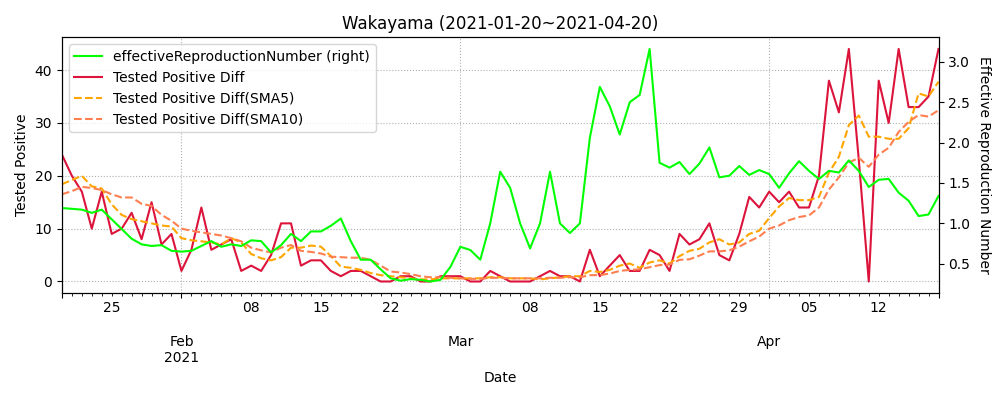 Wakayama (2021-01-20~2021-04-20)
effectiveReproductionNumber (right)
Tested Positive Diff
Tested Positive Diff(SMA5)
Tested Positive Diff(SMA10)
Tested Positive
40
30
20
10
0
Effective Reproduction Number
3.0
2.5
2.0
1.5
1.0
0.5
25 08 15 22 08 15 22 29 05 12
Feb Mar Apr
2021
Date